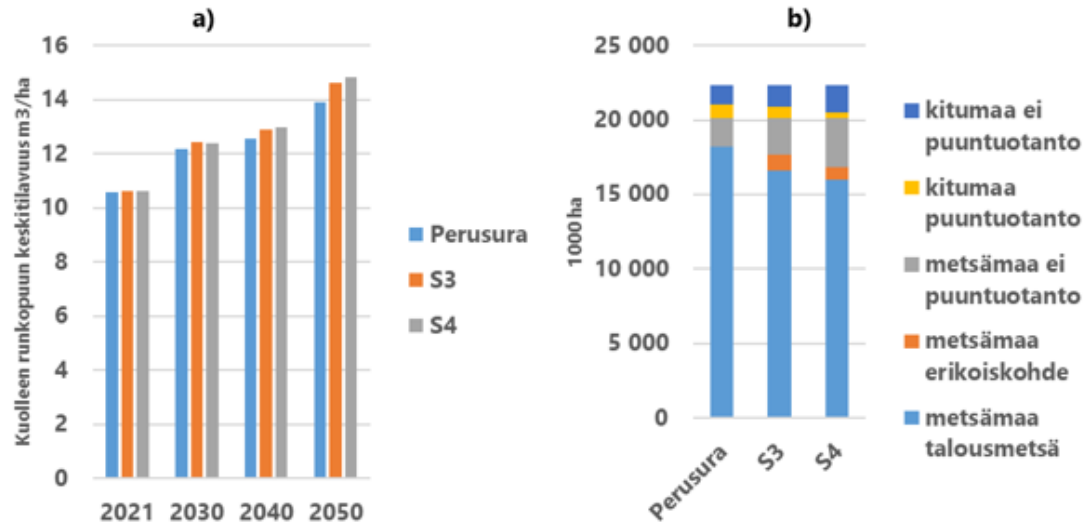 a)
Kuolleen runkopuun keskitilavuus m3/ha
16
14
12
10
8
6
4
2
0
2021 2030 2040 2050
Perusura
S3
S4
b)
1000 ha
25 000
20 000
15 000
10 000
5 000
0
Perusura
S3
S4
kitumaa ei
puuntuotanto
kitumaa
puuntuotanto
metsämaa ei
puuntuotanto
metsämaa
erikoiskohde
metsämaa
talousmetsä